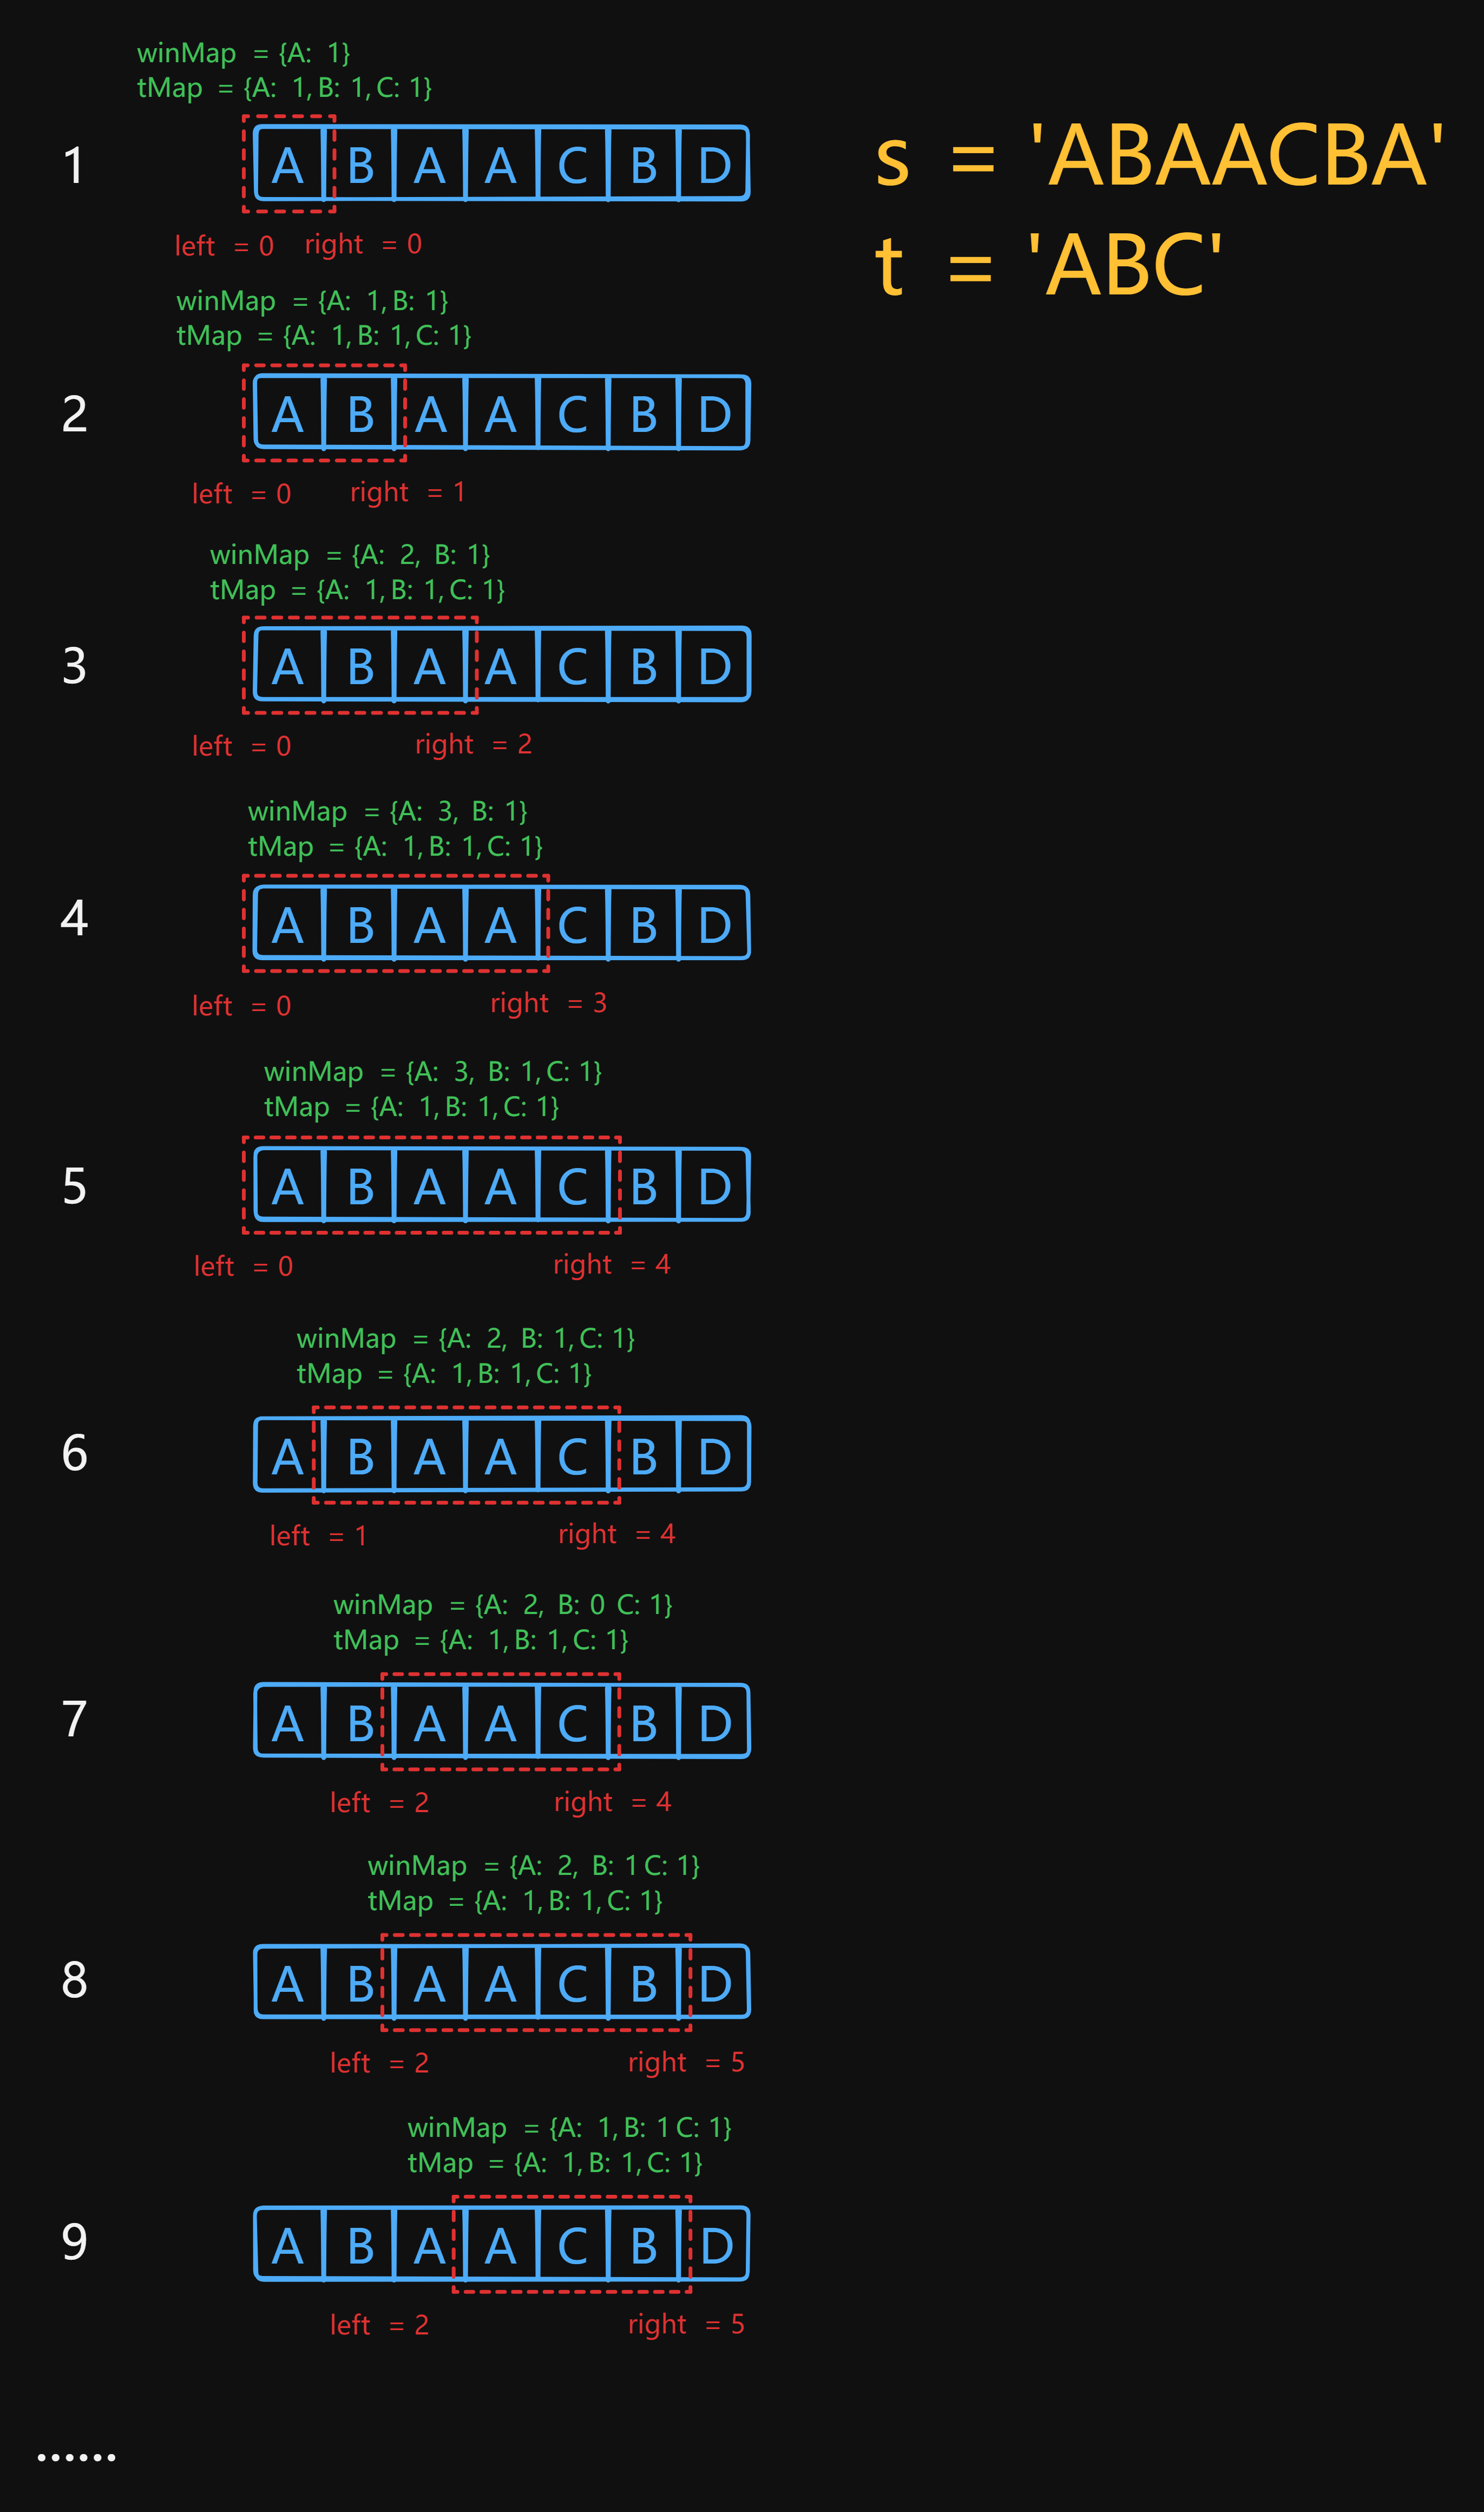 winMap = {A: 1}
tMap = {A: 1, B: 1, C: 1}
1
A B A A C B D
left = 0 right = 0
s = 'ABAACBA'
t = 'ABC'
winMap = {A: 1, B: 1}
tMap = {A: 1, B: 1, C: 1}
2
A B A A C B D
left = 0 right = 1
winMap = {A: 2, B: 1}
tMap = {A: 1, B: 1, C: 1}
3
A B A A C B D
left = 0 right = 2
winMap = {A: 3, B: 1}
tMap = {A: 1, B: 1, C: 1}
4
A B A A C B D
left = 0 right = 3
winMap = {A: 3, B: 1, C: 1}
tMap = {A: 1, B: 1, C: 1}
5
A B A A C B D
left = 0 right = 4
winMap = {A: 2, B: 1, C: 1}
tMap = {A: 1, B: 1, C: 1}
6
A B A A C B D
left = 1 right = 4
winMap = {A: 2, B: 0 C: 1}
tMap = {A: 1, B: 1, C: 1}
7
A B A A C B D
left = 2 right = 4
winMap = {A: 2, B: 1 C: 1}
tMap = {A: 1, B: 1, C: 1}
8
A B A A C B D
left = 2 right = 5
winMap = {A: 1, B: 1 C: 1}
tMap = {A: 1, B: 1, C: 1}
9
A B A A C B D
left = 2 right = 5
......